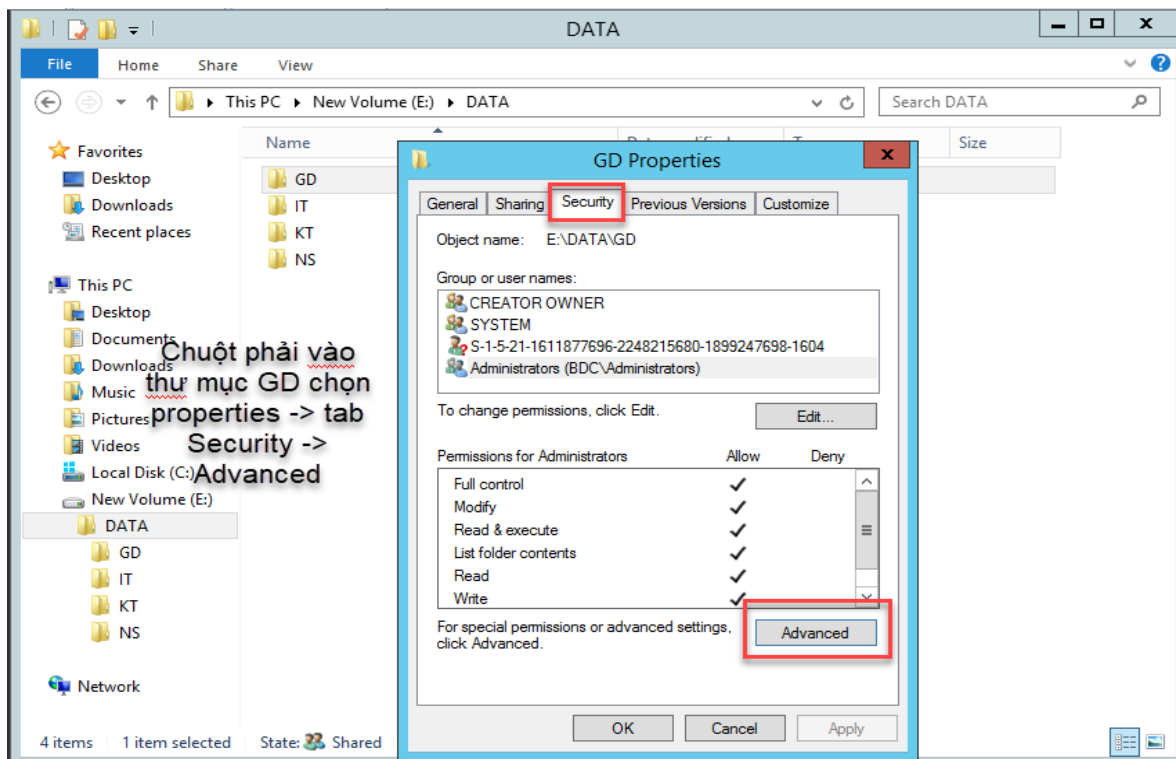 DATA
File Home Share View
This PC New Volume (E:) DATA
Search DATA
Favorites
Desktop
Downloads
Recent places
This PC
Desktop
Documents
Downloads
Music
Pictures
Videos
Local Disk (C:)
New Volume (E:)
DATA
GD
IT
KT
NS
Network
Chuột phải vào
thư mục GD chọn
properties -> tab
Security ->
Advanced
Name Size
GD
IT
KT
NS
GD Properties
General Sharing Security Previous Versions Customize
Object name: E:\DATA\GD
Group or user names:
CREATOR OWNER
SYSTEM
S-1-5-21-1611877696-2248215680-1899247698-1604
Administrators (BDC\Administrators)
To change permissions, click Edit.
Edit...
Permissions for Administrators Allow Deny
Full control
Modify
Read & execute
List folder contents
Read
Write
For special permissions or advanced settings,
click Advanced.
Advanced
OK Cancel Apply
4 items 1 item selected State: Shared